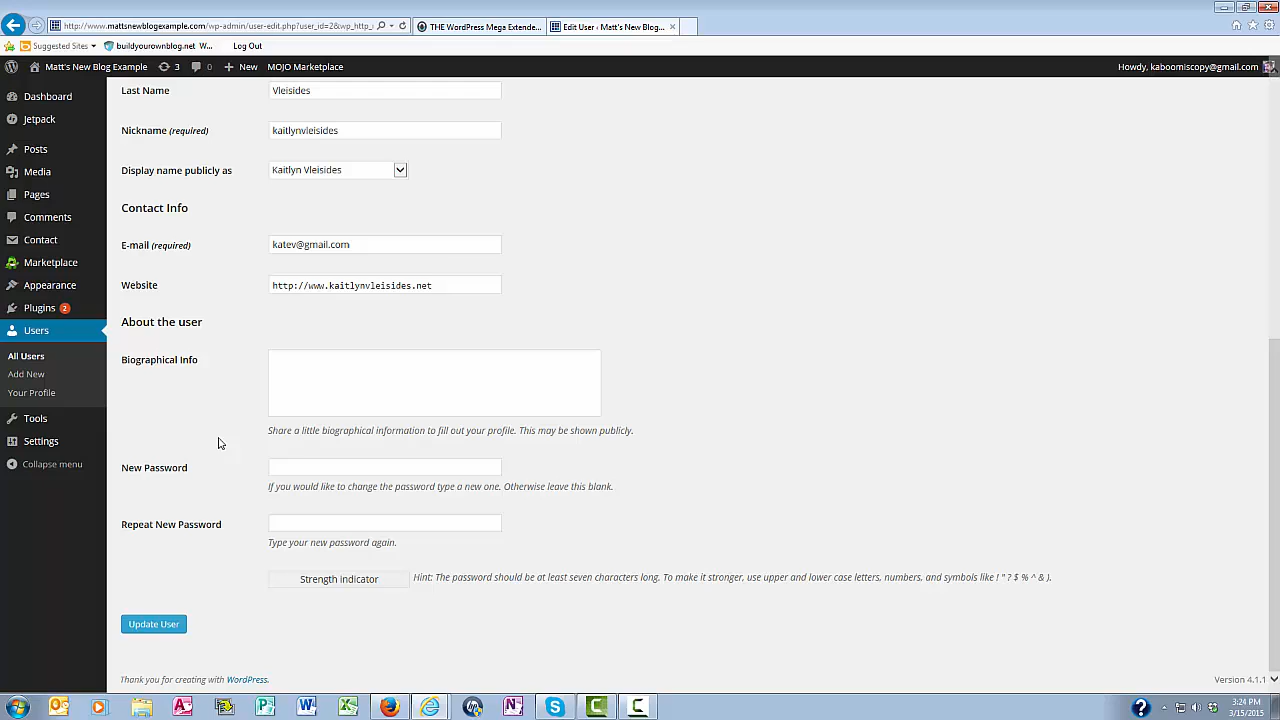 http://www.mattsnewblogexample.com/wp-admin/user-edit.php?user_id=2&wp_http_
THE WordPress Mega Extende...
Edit User ‹ Matt's New Blog...
Suggested Sites
buildyourownblog.net W...
Log Out
Matt's New Blog Example
3
0
New
MOJO Marketplace
Howdy, kaboomiscopy@gmail.com
Dashboard
Jetpack
Posts
Media
Pages
Comments
Contact
Marketplace
Appearance
Plugins 2
Users
All Users
Add New
Your Profile
Tools
Settings
Collapse menu
Last Name
Vleisides
Nickname (required)
kaitlynvleisides
Display name publicly as
Kaitlyn Vleisides
Contact Info
E-mail (required)
katev@gmail.com
Website
http://www.kaitlynvleisides.net
About the user
Biographical Info
Share a little biographical information to fill out your profile. This may be shown publicly.
New Password
If you would like to change the password type a new one. Otherwise leave this blank.
Repeat New Password
Type your new password again.
Strength indicator
Hint: The password should be at least seven characters long. To make it stronger, use upper and lower case letters, numbers, and symbols like ! " ? $ % ^ & ).
Update User
Thank you for creating with WordPress.
Version 4.1.1
3:24 PM
3/15/2015